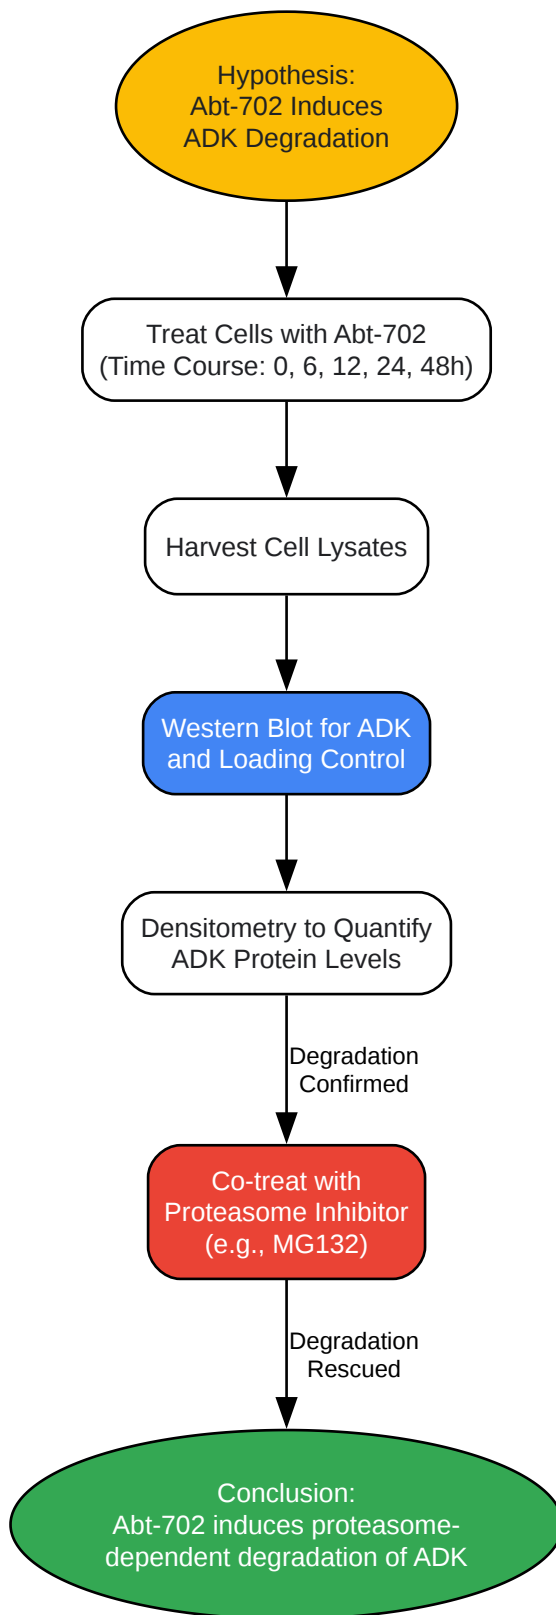 Hypothesis:
Abt-702 Induces
ADK Degradation
Treat Cells with Abt-702
(Time Course: 0, 6, 12, 24, 48h)
Harvest Cell Lysates
Western Blot for ADK
and Loading Control
Densitometry to Quantify
ADK Protein Levels
Degradation
Confirmed
Co-treat with
Proteasome Inhibitor
(e.g., MG132)
Degradation
Rescued
Conclusion:
Abt-702 induces proteasome-
dependent degradation of ADK